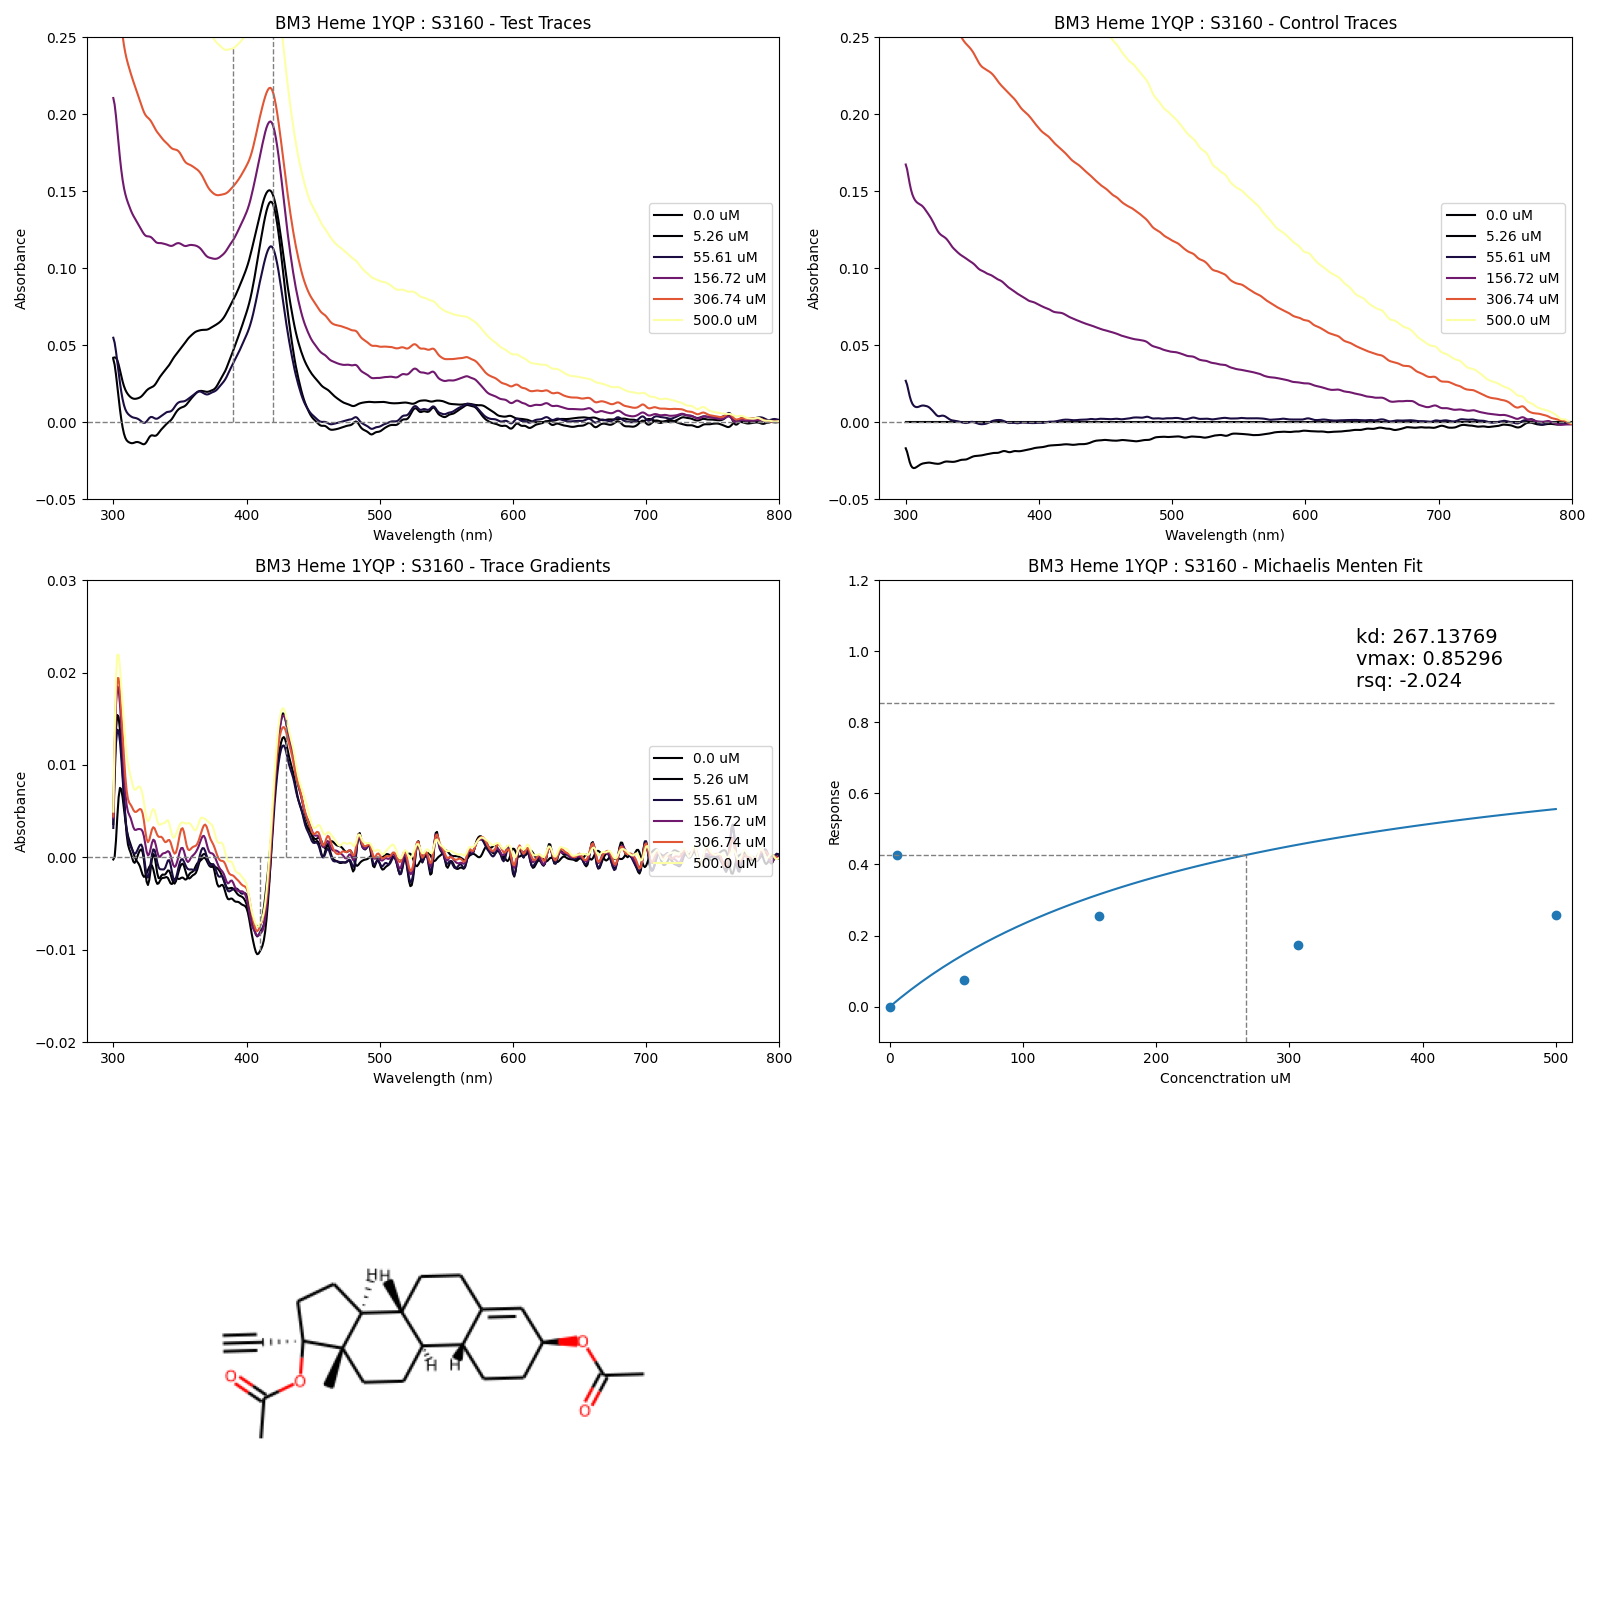 BM3 Heme 1YQP : S3160 - Test Traces
Absorbance
0.25
0.20
0.15
0.10
0.05
0.00
−0.05
300 400 500 600 700 800
Wavelength (nm)
0.0 uM
5.26 uM
55.61 uM
156.72 uM
306.74 uM
500.0 uM
BM3 Heme 1YQP : S3160 - Control Traces
Absorbance
0.25
0.20
0.15
0.10
0.05
0.00
−0.05
300 400 500 600 700 800
Wavelength (nm)
0.0 uM
5.26 uM
55.61 uM
156.72 uM
306.74 uM
500.0 uM
BM3 Heme 1YQP : S3160 - Trace Gradients
Absorbance
0.03
0.02
0.01
0.00
−0.01
−0.02
300 400 500 600 700 800
Wavelength (nm)
0.0 uM
5.26 uM
55.61 uM
156.72 uM
306.74 uM
500.0 uM
BM3 Heme 1YQP : S3160 - Michaelis Menten Fit
Response
1.2
1.0
0.8
0.6
0.4
0.2
0.0
0 100 200 300 400 500
Concenctration uM
kd: 267.13769
vmax: 0.85296
rsq: -2.024
H H
O
H H
O
O
O